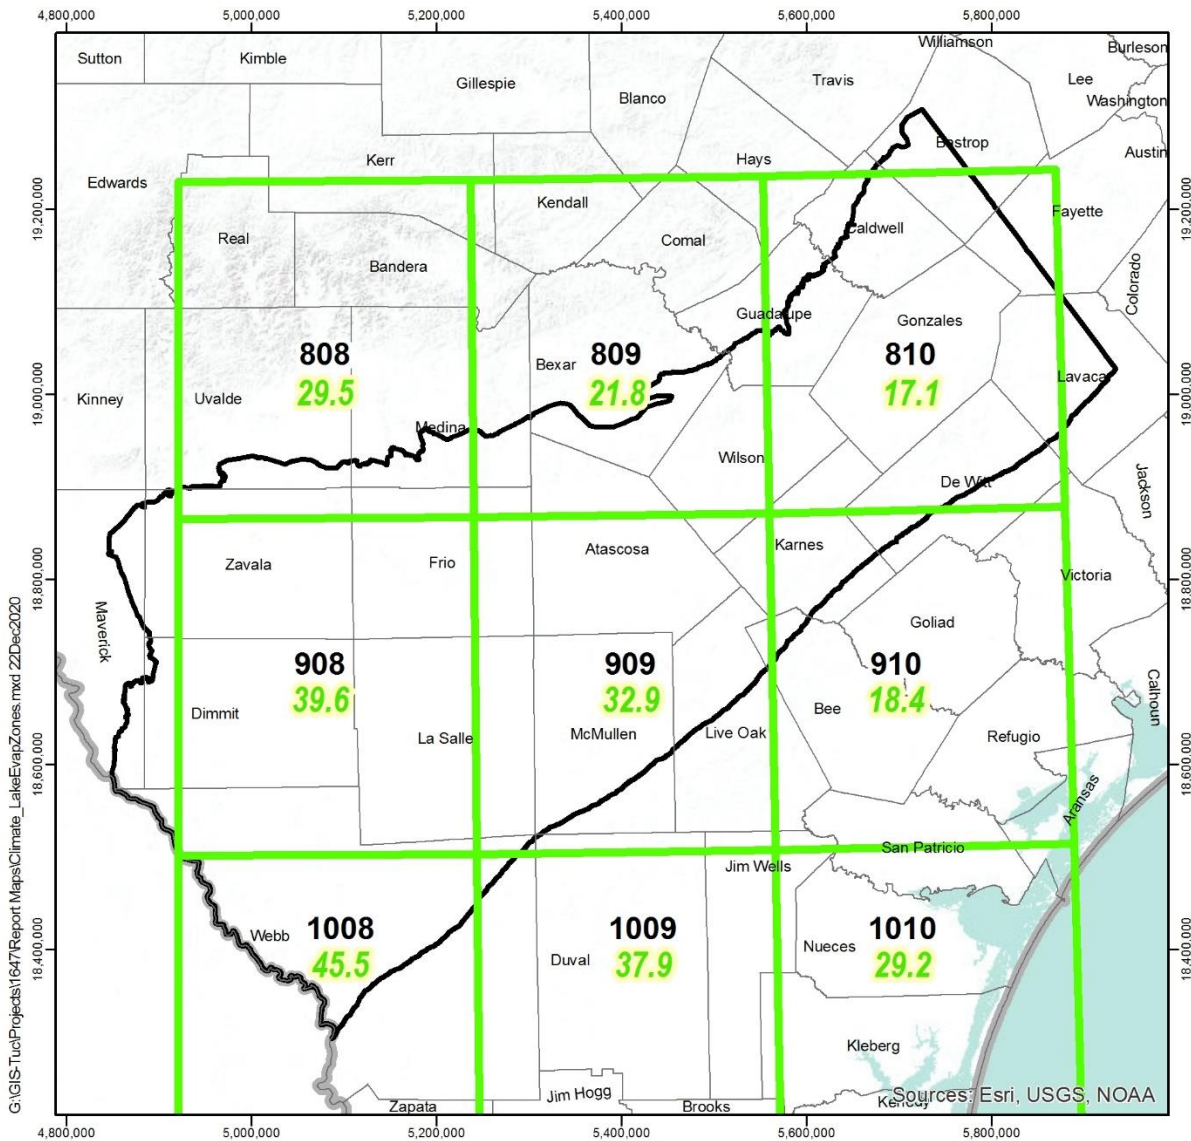 4,800,000 5,000,000 5,200,000 5,400,000 5,600,000 5,800,000
Williamson
Burleson
Sutton Kimble
Gillespie Travis Lee
Blanco Washington
Bastrop
Austin
Hays
Kerr
Edwards
Kendall
Fayette
Real Comal Caldwell
Bandera
Colorado
Guadalupe
Gonzales
808 809 810
Bexar
29.5 21.8 17.1
Lavaca
Kinney Uvalde
Medina
Wilson
De Witt
Jackson
Karnes
Atascosa
Zavala Frio
Victoria
Maverick
Goliad
908 909 910
39.6 32.9 18.4
Dimmit Bee
Calhoun
La Salle McMullen Live Oak Refugio
Aransas
San Patricio
Jim Wells
1008 1009 1010
Webb
Nueces
45.5 37.9 29.2
Duval
Kleberg
Jim Hogg
Zapata Brooks Kenedy
Sources: Esri, USGS, NOAA
4,800,000 5,000,000 5,200,000 5,400,000 5,600,000 5,800,000
19,200,000 19,200,000
19,000,000 19,000,000
18,800,000 18,800,000
18,600,000 18,600,000
18,400,000 18,400,000
G:\GIS-Tuc\Projects\1647\Report Maps\Climate_LakeEvapZones.mxd 22Dec2020